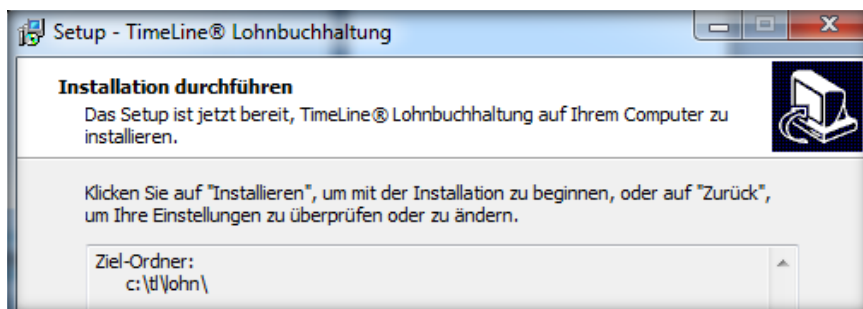 Setup - TimeLine® Lohnbuchhaltung
Installation durchführen
Das Setup ist jetzt bereit, TimeLine® Lohnbuchhaltung auf Ihrem Computer zu
installieren.
Klicken Sie auf "Installieren", um mit der Installation zu beginnen, oder auf "Zurück",
um Ihre Einstellungen zu überprüfen oder zu ändern.
Ziel-Ordner:
c:\tl\lohn\